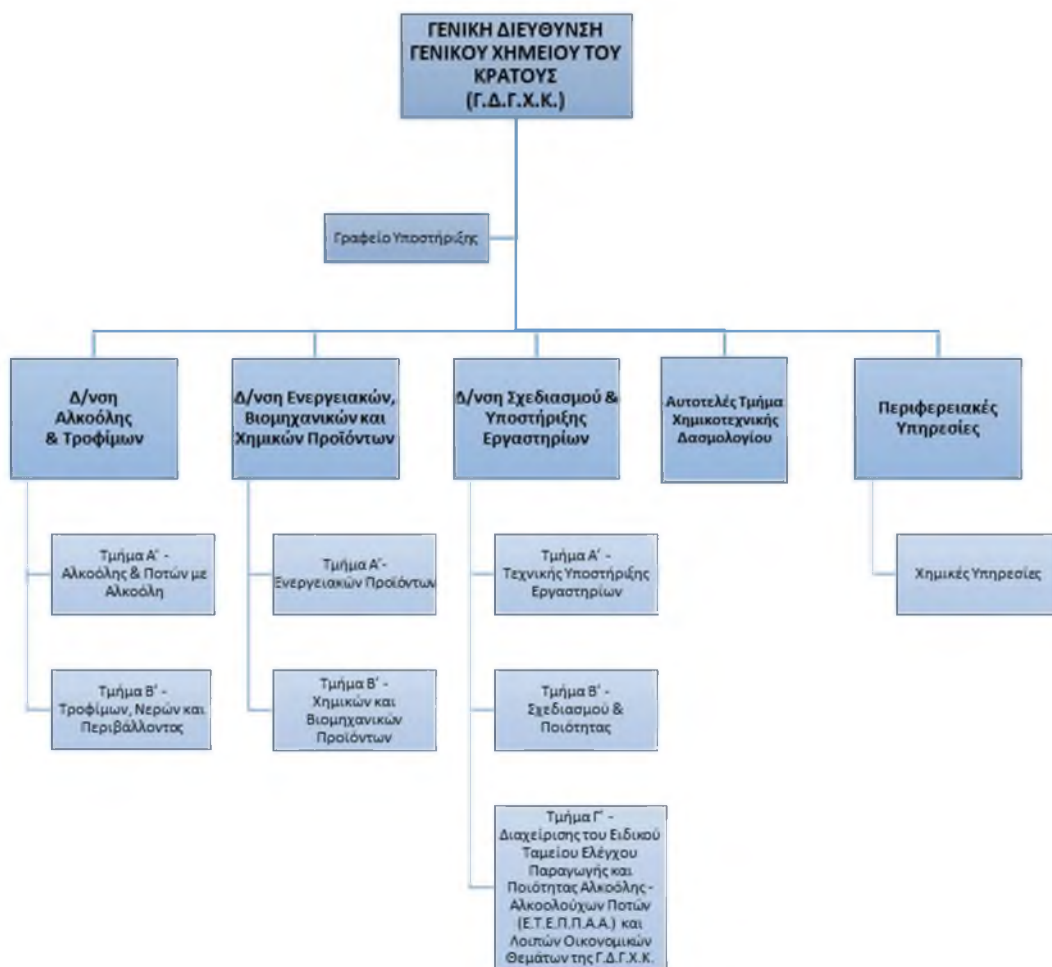 ΓΕΝΙΚΗ ΔΙΕΥΘΥΝΣΗ
ΓΕΝΙΚΟΥ ΧΗΜΕΙΟΥ ΤΟΥ
ΚΡΑΤΟΥΣ
(Γ.Δ.Γ.Χ.Κ.)
Γραφείο Υποστήριξης
Δ/νση
Αλκοόλης
& Τροφίμων
Δ/νση Ενεργειακών,
Βιομηχανικών και
Χημικών Προϊόντων
Δ/νση Σχεδιασμού &
Υποστήριξης
Εργαστηρίων
Αυτοτελές Τμήμα
Χημικοτεχνικής
Δασμολογίου
Περιφερειακές
Υπηρεσίες
Τμήμα Α΄ -
Αλκοόλης & Ποτών με
Αλκοόλη
Τμήμα Α΄-
Ενεργειακών Προϊόντων
Τμήμα Α΄ -
Τεχνικής Υποστήριξης
Εργαστηρίων
Χημικές Υπηρεσίες
Τμήμα Β΄ -
Τροφίμων, Νερών και
Περιβάλλοντος
Τμήμα Β΄ -
Χημικών και
Βιομηχανικών
Προϊόντων
Τμήμα Β΄ -
Σχεδιασμού &
Ποιότητας
Τμήμα Γ΄ -
Διαχείρισης του Ειδικού
Ταμείου Ελέγχου
Παραγωγής και
Ποιότητας Αλκοόλης -
Αλκοολούχων Ποτών
(Ε.Τ.Ε.Π.Π.Α.Α.) και
Λοιπών Οικονομικών
Θεμάτων της Γ.Δ.Γ.Χ.Κ.